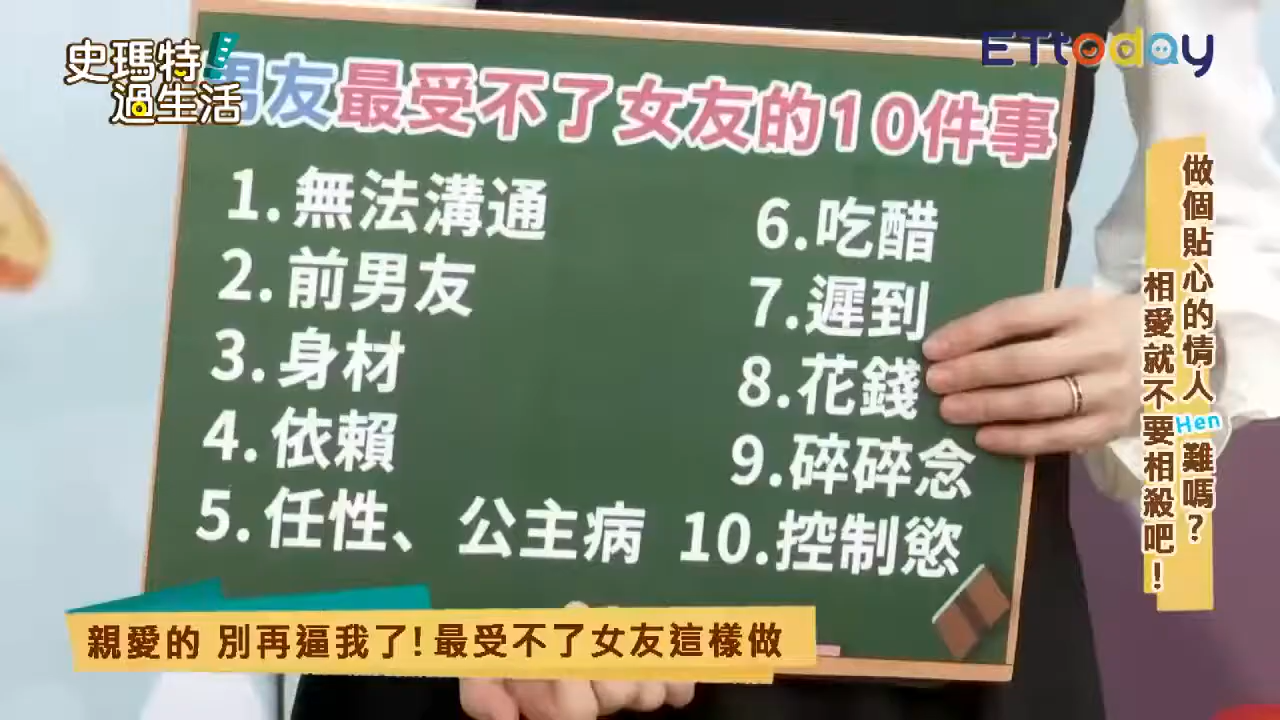 史瑪特
過生活
ETtoday
男友最受不了女友的10件事
1.無法溝通
2.前男友
3.身材
4.依賴
5.任性、公主病
6.吃醋
7.遲到
8.花錢
9.碎碎念
10.控制慾
做個貼心的情人Hen難嗎?
相愛就不要相殺吧!
親愛的 別再逼我了!最受不了女友這樣做